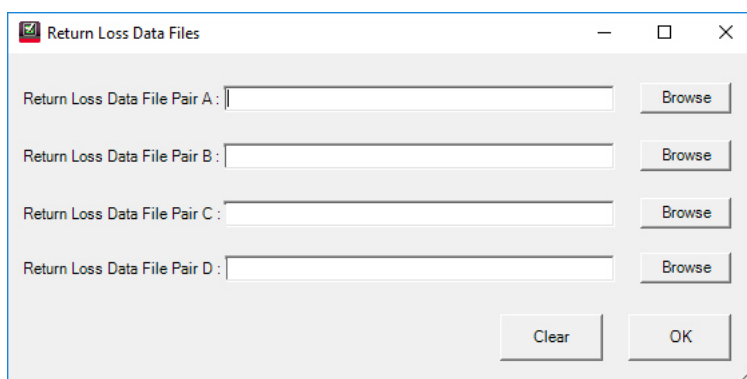 Return Loss Data Files
Return Loss Data File Pair A : Browse
Return Loss Data File Pair B : Browse
Return Loss Data File Pair C : Browse
Return Loss Data File Pair D : Browse
Clear OK